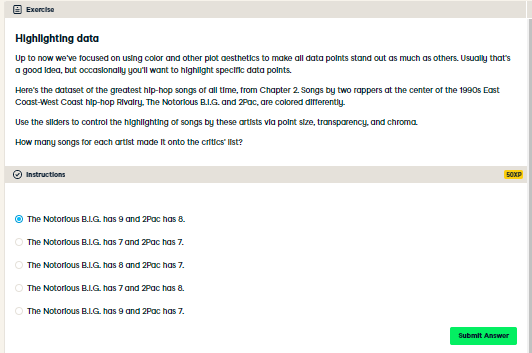 Exercise
Highlighting data
Up to now we've focused on using color and other plot aesthetics to make all data points stand out as much as others. Usually that's
a good idea, but occasionally you'll want to highlight specific data points.
Here's the dataset of the greatest hip-hop songs of all time, from Chapter 2. Songs by two rappers at the center of the 1990s East
Coast-West Coast hip-hop Rivalry, The Notorious B.I.G. and 2Pac, are colored differently.
Use the sliders to control the highlighting of songs by these artists via point size, transparency, and chroma.
How many songs for each artist made it onto the critics' list?
Instructions
50XP
The Notorious B.I.G. has 9 and 2Pac has 8.
The Notorious B.I.G. has 7 and 2Pac has 7.
The Notorious B.I.G. has 8 and 2Pac has 7.
The Notorious B.I.G. has 7 and 2Pac has 8.
The Notorious B.I.G. has 9 and 2Pac has 7.
Submit Answer